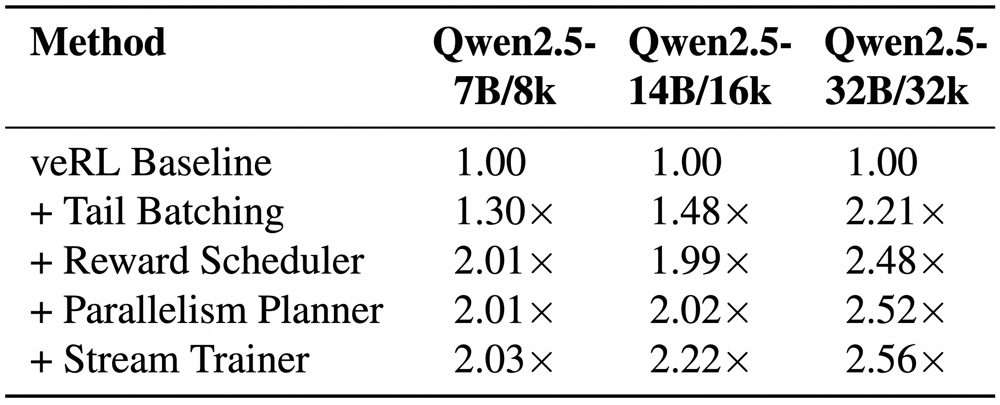 Method Qwen2.5- Qwen2.5- Qwen2.5-
7B/8k 14B/16k 32B/32k
veRL Baseline 1.00 1.00 1.00
+ Tail Batching 1.30× 1.48× 2.21×
+ Reward Scheduler 2.01× 1.99× 2.48×
+ Parallelism Planner 2.01× 2.02× 2.52×
+ Stream Trainer 2.03× 2.22× 2.56×